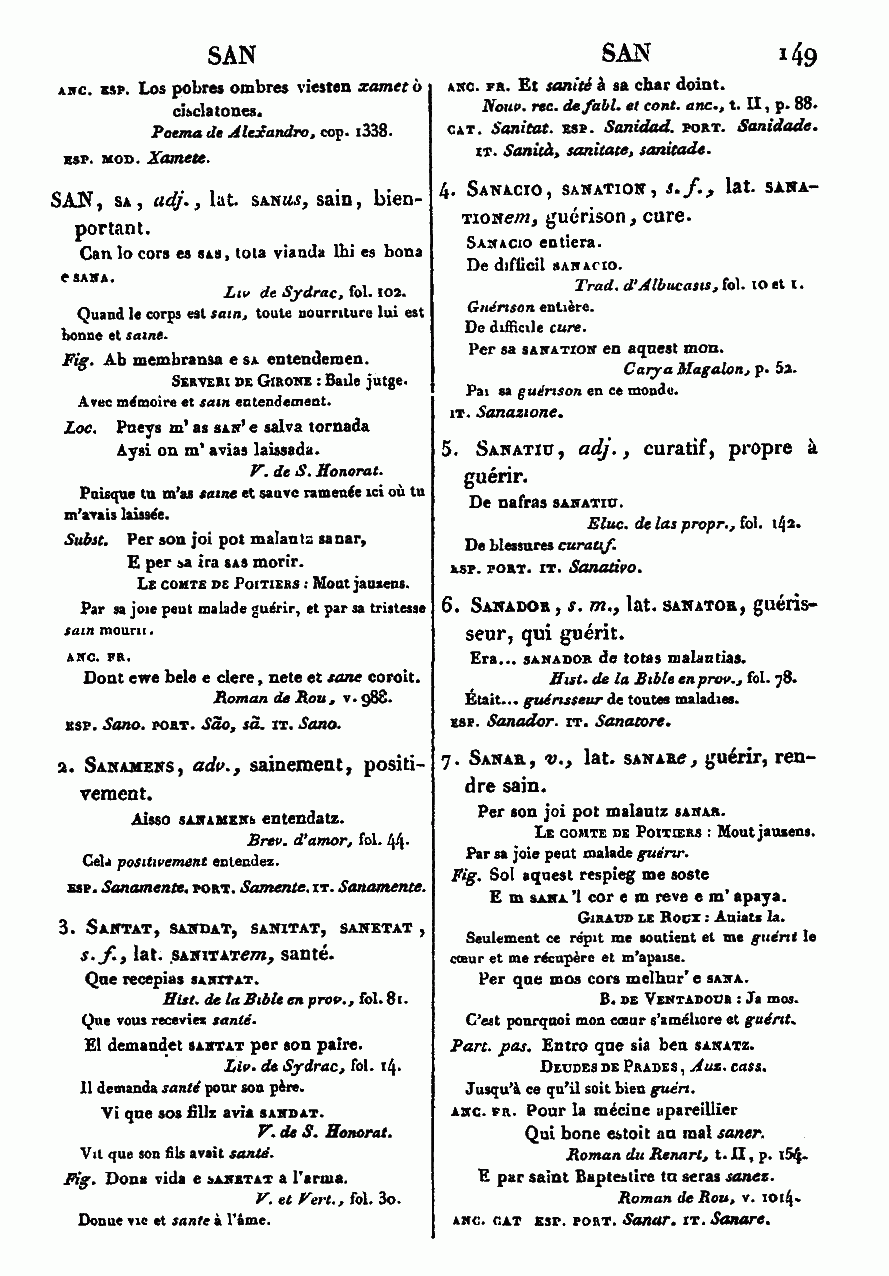 SAN
SAN 149
ANC. ESP. Los pobres ombres viesten xamet ò
cisclatones.
Poema de Alexandro, cop. 1338.
ESP. MOD. Xamete.
SAN, SA, adj., lat. SANUS, sain, bien-
portant.
Can lo cors es SAS, tota vianda lhi es bona
e SANA.
Liv de Sydrac, fol. 102.
Quand le corps est sain, toute nourriture lui est
bonne et saine.
Fig. Ab membransa e SA entendemen.
SERVERI DE GIRONE : Baile jutge.
Avec mémoire et sain entendement.
Loc. Pueys m' as SAN' e salva tornada
Aysi on m' avias laissada.
V. de S. Honorat.
Puisque tu m'as saine et sauve ramenée ici où tu
m'avais laissée.
Subst. Per son joi pot malautz sanar,
E per sa ira SAS morir.
LE COMTE DE POITIERS : Mout jauzens.
Par sa joie peut malade guérir, et par sa tristesse
sain mourir.
ANC. FR.
Dont ewe bele e clere, nete et sane coroit.
Roman de Rou, v. 988.
ESP. Sano. PORT. São, sã. IT. Sano.
2. SANAMENS, adv., sainement, positi-
vement.
Aisso SANAMENS entendatz.
Brev. d'amor, fol. 44.
Cela positivement entendez.
ESP. Sanamente. PORT. Samente. IT. Sanamente.
3. SANTAT, SANDAT, SANITAT, SANETAT,
s. f., lat. SANITATem, santé.
Que recepias SANITAT.
Hist. de la Bible en prov., fol. 81.
Que vous receviez santé.
El demandet SANTAT per son paire.
Liv. de Sydrac, fol. 14.
Il demanda santé pour son père.
Vi que sos fillz avia SANDAT.
V. de S. Honorat.
Vit que son fils avait santé.
Fig. Dona vida e SANETAT a l'arma.
V. et Vert., fol. 30.
Donne vie et santé à l'âme.
ANC. FR. Et sanité à sa char doint.
Nouv. rec. de fabl. et cont. anc., t. II, p. 88.
CAT. Sanitat. ESP. Sanidad. PORT. Sanidade.
IT. Sanità, sanitate, sanitade.
4. SANACIO, SANATION, s. f., lat. SANA-
TIONem, guérison, cure.
SANACIO entiera.
De difficil SANACIO.
Trad. d'Albucasis, fol. 10 et 1.
Guérison entière.
De difficile cure.
Per sa SANATION en aquest mon.
Carya Magalon, p. 52.
Par sa guérison en ce monde.
IT. Sanazione.
5. SANATIU, adj., curatif, propre à
guérir.
De nafras SANATIU.
Eluc. de las propr., fol. 142.
De blessures curatif.
ESP. PORT. IT. Sanativo.
6. SANADOR, s. m., lat. SANATOR, guéris-
seur, qui guérit.
Era... SANADOR de totas malantias.
Hist. de la Bible en prov., fol. 78.
Était... guérisseur de toutes maladies.
ESP. Sanador. IT. Sanatore.
7. SANAR, v., lat. SANARe, guérir, ren-
dre sain.
Per son joi pot malautz SANAR.
LE COMTE DE POITIERS : Mout jauzens.
Par sa joie peut malade guérir.
Fig. Sol aquest respieg me soste
E m SANA 'l cor e m reve e m' apaya.
GIRAUD LE ROUX : Auiatz la.
Seulement ce répit me soutient et me guérit le
cœur et me récupère et m'apaise.
Per que mos cors melhur' e SANA.
B. DE VENTADOUR : Ja mos.
C'est pourquoi mon cœur s'améliore et guérit.
Part. pas. Entro que sia ben SANATZ.
DEUDES DE PRADES, Auz. cass.
Jusqu'à ce qu'il soit bien guéri.
ANC. FR. Pour la mécine apareillier
Qui bone estoit au mal saner.
Roman du Renart, t. II, p. 154.
E par saint Baptestire tu seras sanez.
Roman de Rou, v. 1014.
ANC. CAT ESP. PORT. Sanar. IT. Sanare.